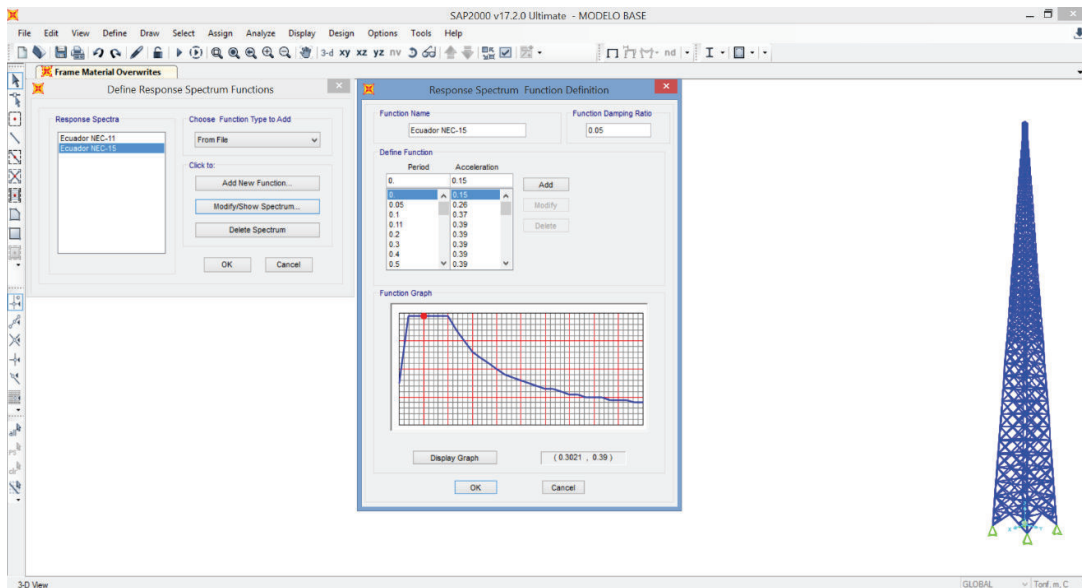 SAP2000 v17.2.0 Ultimate - MODELO BASE
File Edit View Define Draw Select Assign Analyze Display Design Options Tools Help
3-d xy xz yz nv nd
Frame Material Overwrites
Define Response Spectrum Functions
Response Spectra
Ecuador NEC-11
Ecuador NEC-15
Choose Function Type to Add
From File
Click to:
Add New Function...
Modify/Show Spectrum...
Delete Spectrum
OK Cancel
Response Spectrum Function Definition
Function Name
Ecuador NEC-15
Function Damping Ratio
0.05
Define Function
Period Acceleration
0. 0.15
0. 0.15
0.05 0.26
0.1 0.37
0.11 0.39
0.2 0.39
0.3 0.39
0.4 0.39
0.5 0.39
Add
Modify
Delete
Function Graph
Display Graph
( 0.3021 , 0.39 )
OK Cancel
3-D View
GLOBAL
Tonf, m, C